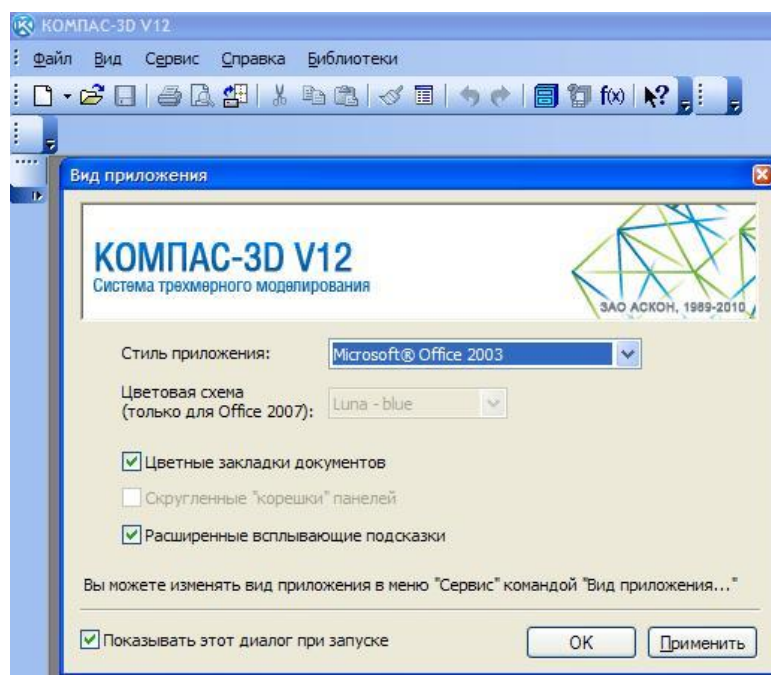 КОМПАС-3D V12
Файл Вид Сервис Справка Библиотеки
f(x) ?
Вид приложения
КОМПАС-3D V12
Система трехмерного моделирования
ЗАО АСКОН, 1989-2010
Стиль приложения: Microsoft® Office 2003
Цветовая схема
(только для Office 2007): Luna - blue
Цветные закладки документов
Скругленные "корешки" панелей
Расширенные всплывающие подсказки
Вы можете изменять вид приложения в меню "Сервис" командой "Вид приложения..."
Показывать этот диалог при запуске OK Применить